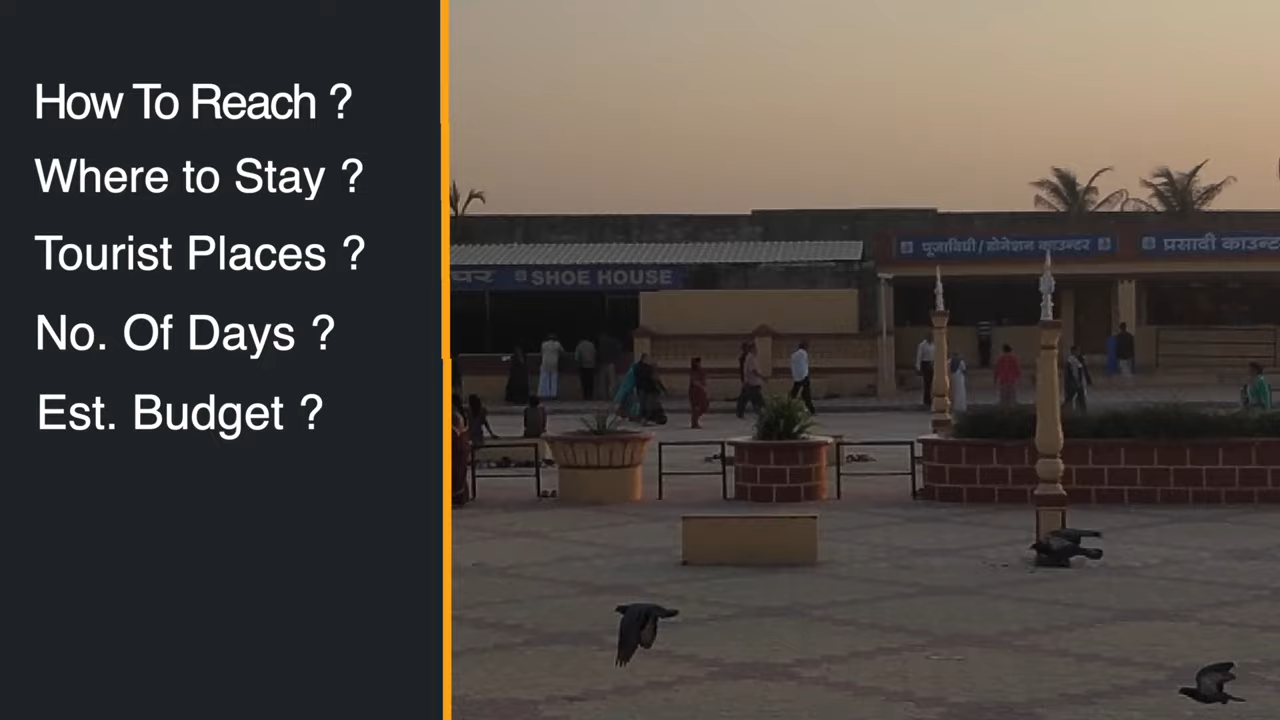 How To Reach ?
Where to Stay ?
Tourist Places ?
No. Of Days ?
Est. Budget ?
SHOE HOUSE
पूजाविधी / डोनेशन काउन्टर
प्रसादी काउन्ट